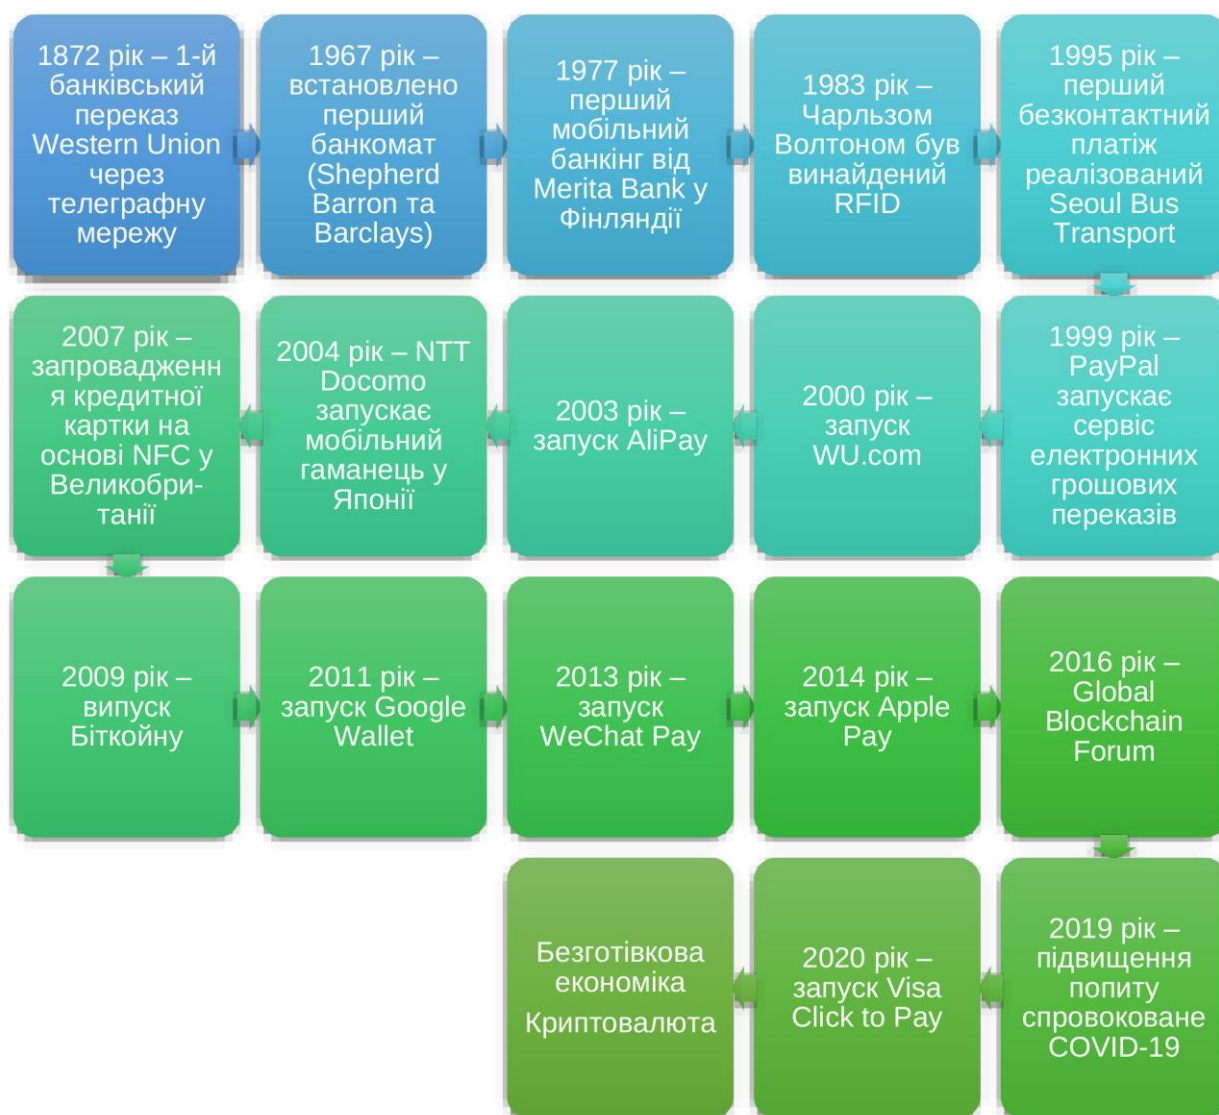 1872 рік – 1-й
банківський
переказ
Western Union
через
телеграфну
мережу
1967 рік –
встановлено
перший
банкомат
(Shepherd
Barron та
Barclays)
1977 рік –
перший
мобільний
банкінг від
Merita Bank у
Фінляндії
1983 рік –
Чарльзом
Волтоном був
винайдений
RFID
1995 рік –
перший
безконтактний
платіж
реалізований
Seoul Bus
Transport
1999 рік –
PayPal
запускає
сервіс
електронних
грошових
переказів
2000 рік –
запуск
WU.com
2003 рік –
запуск AliPay
2004 рік – NTT
Docomo
запускає
мобільний
гаманець у
Японії
2007 рік –
запровадженн
я кредитної
картки на
основі NFC у
Великобри-
танії
2009 рік –
випуск
Біткойну
2011 рік –
запуск Google
Wallet
2013 рік –
запуск
WeChat Pay
2014 рік –
запуск Apple
Pay
2016 рік –
Global
Blockchain
Forum
2019 рік –
підвищення
попиту
спровоковане
COVID-19
2020 рік –
запуск Visa
Click to Pay
Безготівкова
економіка
Криптовалюта